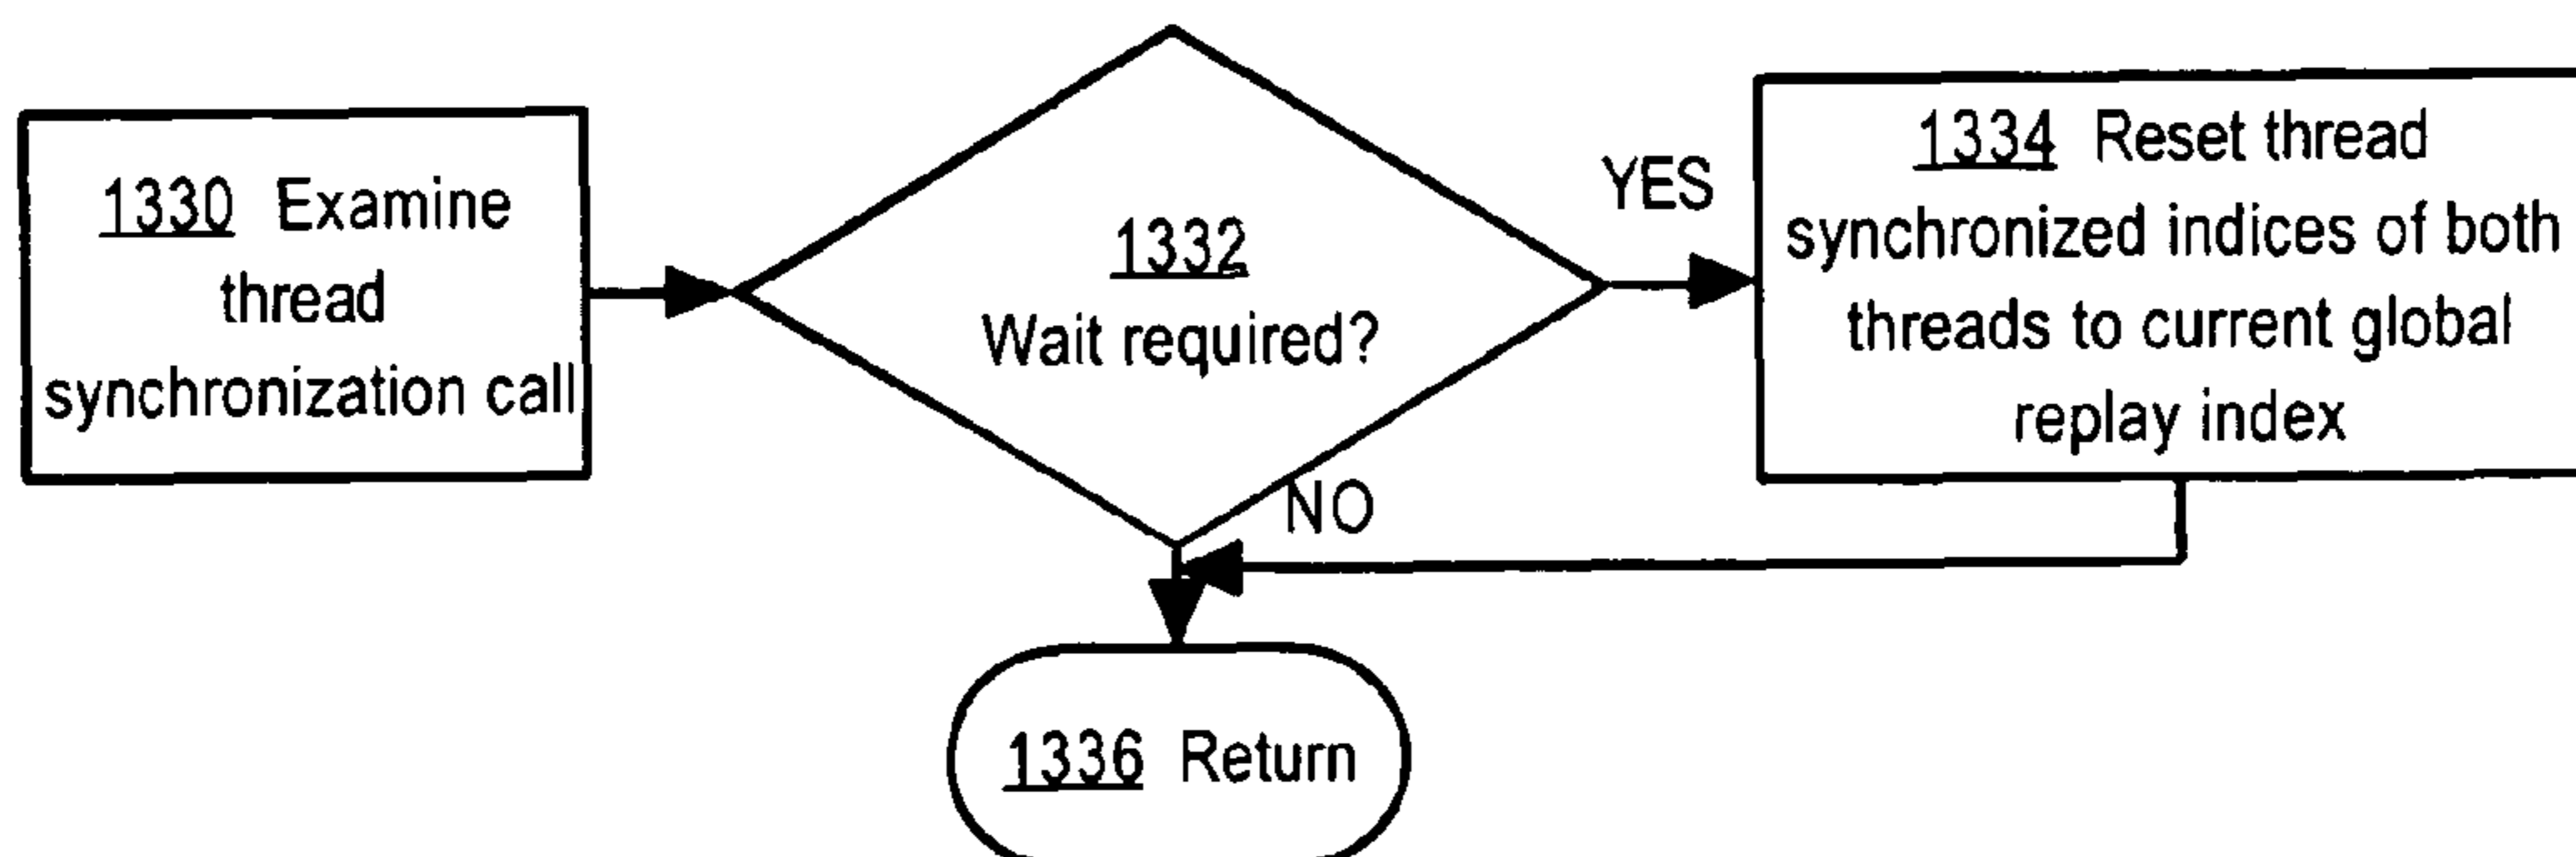 1330 Examine
thread
synchronization call
1332
Wait required?
YES
NO
1334 Reset thread
synchronized indices of both
threads to current global
replay index
1336 Return